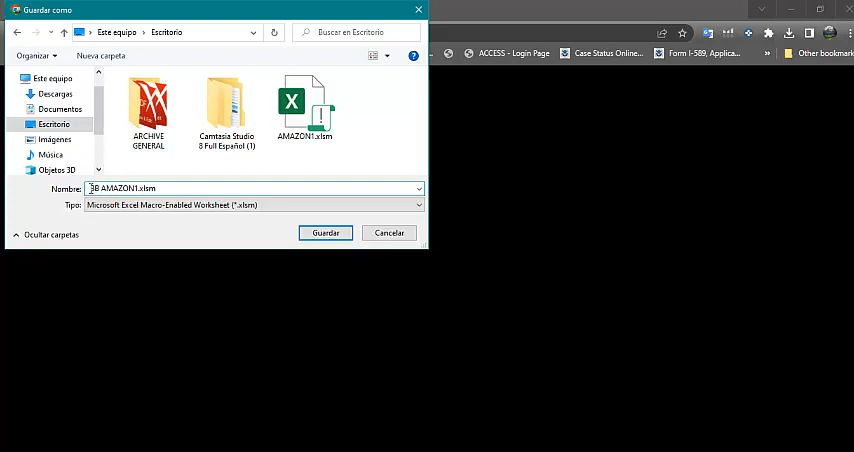 Guardar como
Este equipo > Escritorio
Buscar en Escritorio
Organizar
Nueva carpeta
ACCESS - Login Page
Case Status Online...
Form I-589, Applica...
»
Other bookmark
Este equipo
Descargas
Documentos
Escritorio
Imágenes
Música
Objetos 3D
ARCHIVE
GENERAL
Camtasia Studio
8 Full Español (1)
AMAZON1.xlsm
Nombre:
AMAZON1.xlsm
Tipo:
Microsoft Excel Macro-Enabled Worksheet (*.xlsm)
Ocultar carpetas
Guardar
Cancelar